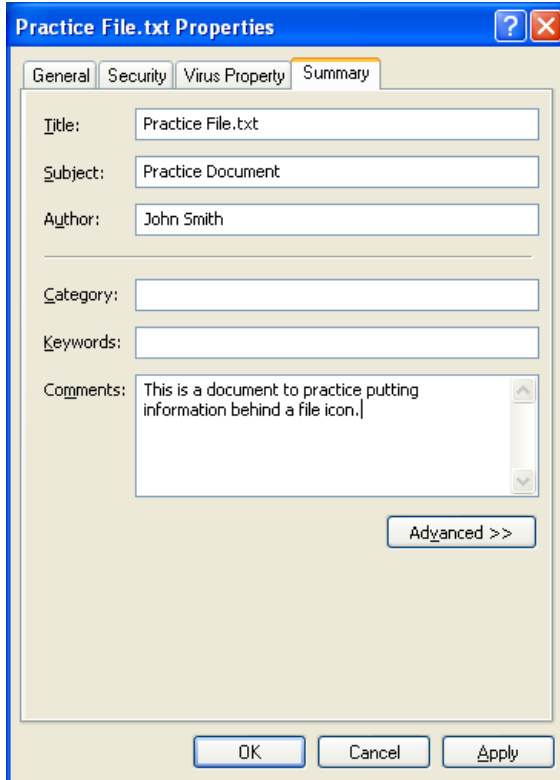 Practice File.txt Properties
General Security Virus Property Summary
Title: Practice File.txt
Subject: Practice Document
Author: John Smith
Category:
Keywords:
Comments: This is a document to practice putting
information behind a file icon.
Advanced >>
OK Cancel Apply